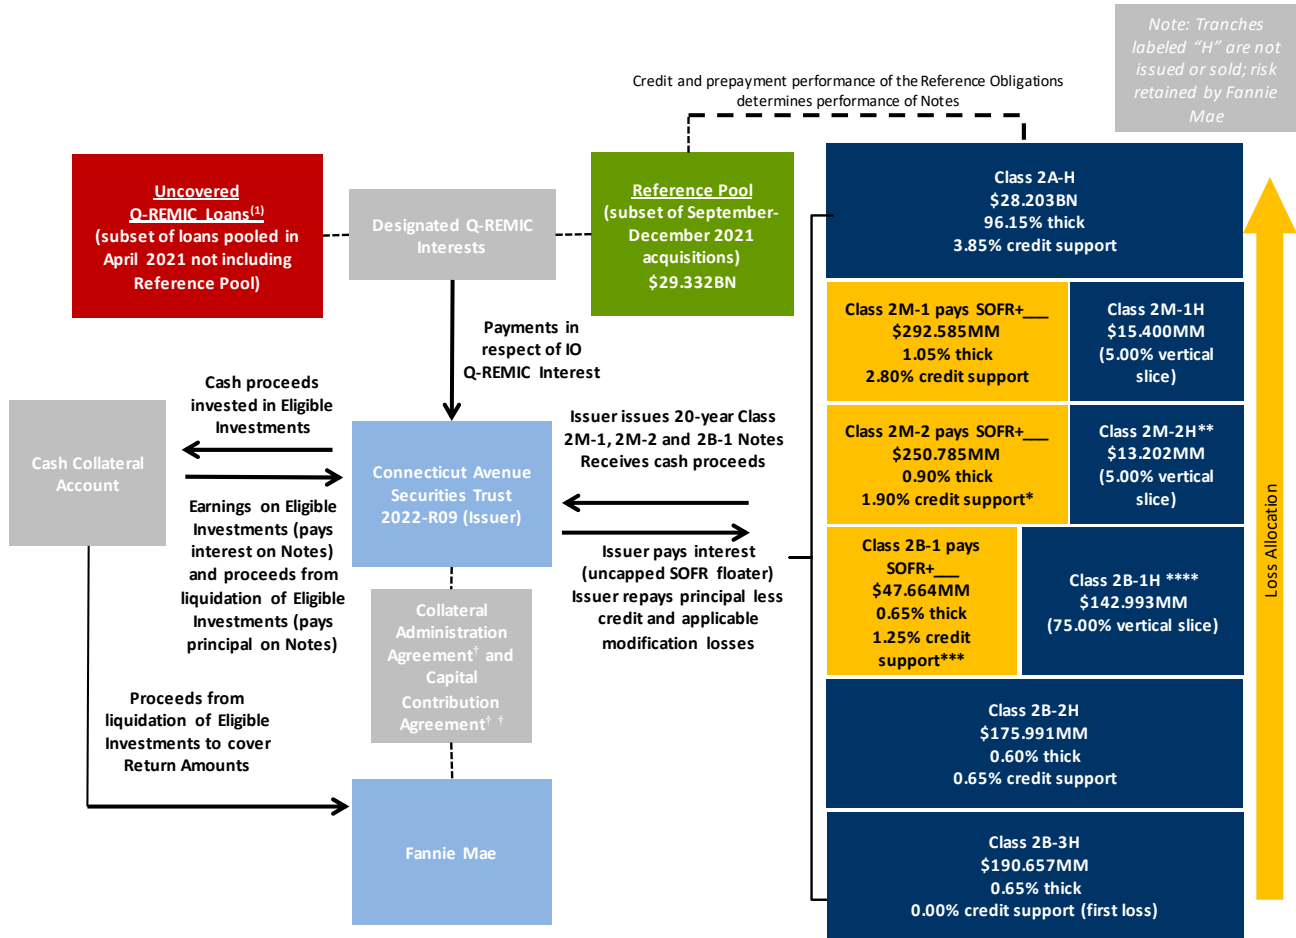 Note: Tranches
labeled “H” are not
issued or sold; risk
retained by Fannie
Mae
Credit and prepayment performance of the Reference Obligations
determines performance of Notes
Uncovered
Q-REMIC Loans(1)
(subset of loans pooled in
April 2021 not including
Reference Pool)
Designated Q-REMIC
Interests
Reference Pool
(subset of September-
December 2021
acquisitions)
$29.332BN
Class 2A-H
$28.203BN
96.15% thick
3.85% credit support
Payments in
respect of IO
Q-REMIC Interest
Class 2M-1 pays SOFR+___
$292.585MM
1.05% thick
2.80% credit support
Class 2M-1H
$15.400MM
(5.00% vertical
slice)
Cash proceeds
invested in Eligible
Investments
Issuer issues 20-year Class
2M-1, 2M-2 and 2B-1 Notes
Receives cash proceeds
Class 2M-2 pays SOFR+___
$250.785MM
0.90% thick
1.90% credit support*
Class 2M-2H**
$13.202MM
(5.00% vertical
slice)
Cash Collateral
Account
Connecticut Avenue
Securities Trust
2022-R09 (Issuer)
Earnings on Eligible
Investments (pays
interest on Notes)
and proceeds from
liquidation of Eligible
Investments (pays
principal on Notes)
Issuer pays interest
(uncapped SOFR floater)
Issuer repays principal less
credit and applicable
modification losses
Class 2B-1 pays
SOFR+___
$47.664MM
0.65% thick
1.25% credit
support***
Class 2B-1H ****
$142.993MM
(75.00% vertical slice)
Loss Allocation
Collateral
Administration
Agreement† and
Capital
Contribution
Agreement† †
Proceeds from
liquidation of Eligible
Investments to cover
Return Amounts
Class 2B-2H
$175.991MM
0.60% thick
0.65% credit support
Fannie Mae
Class 2B-3H
$190.657MM
0.65% thick
0.00% credit support (first loss)